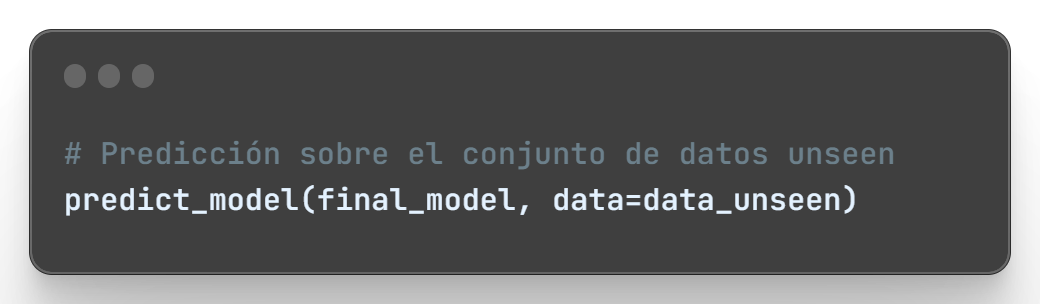 # Predicción sobre el conjunto de datos unseen
predict_model(final_model, data=data_unseen)